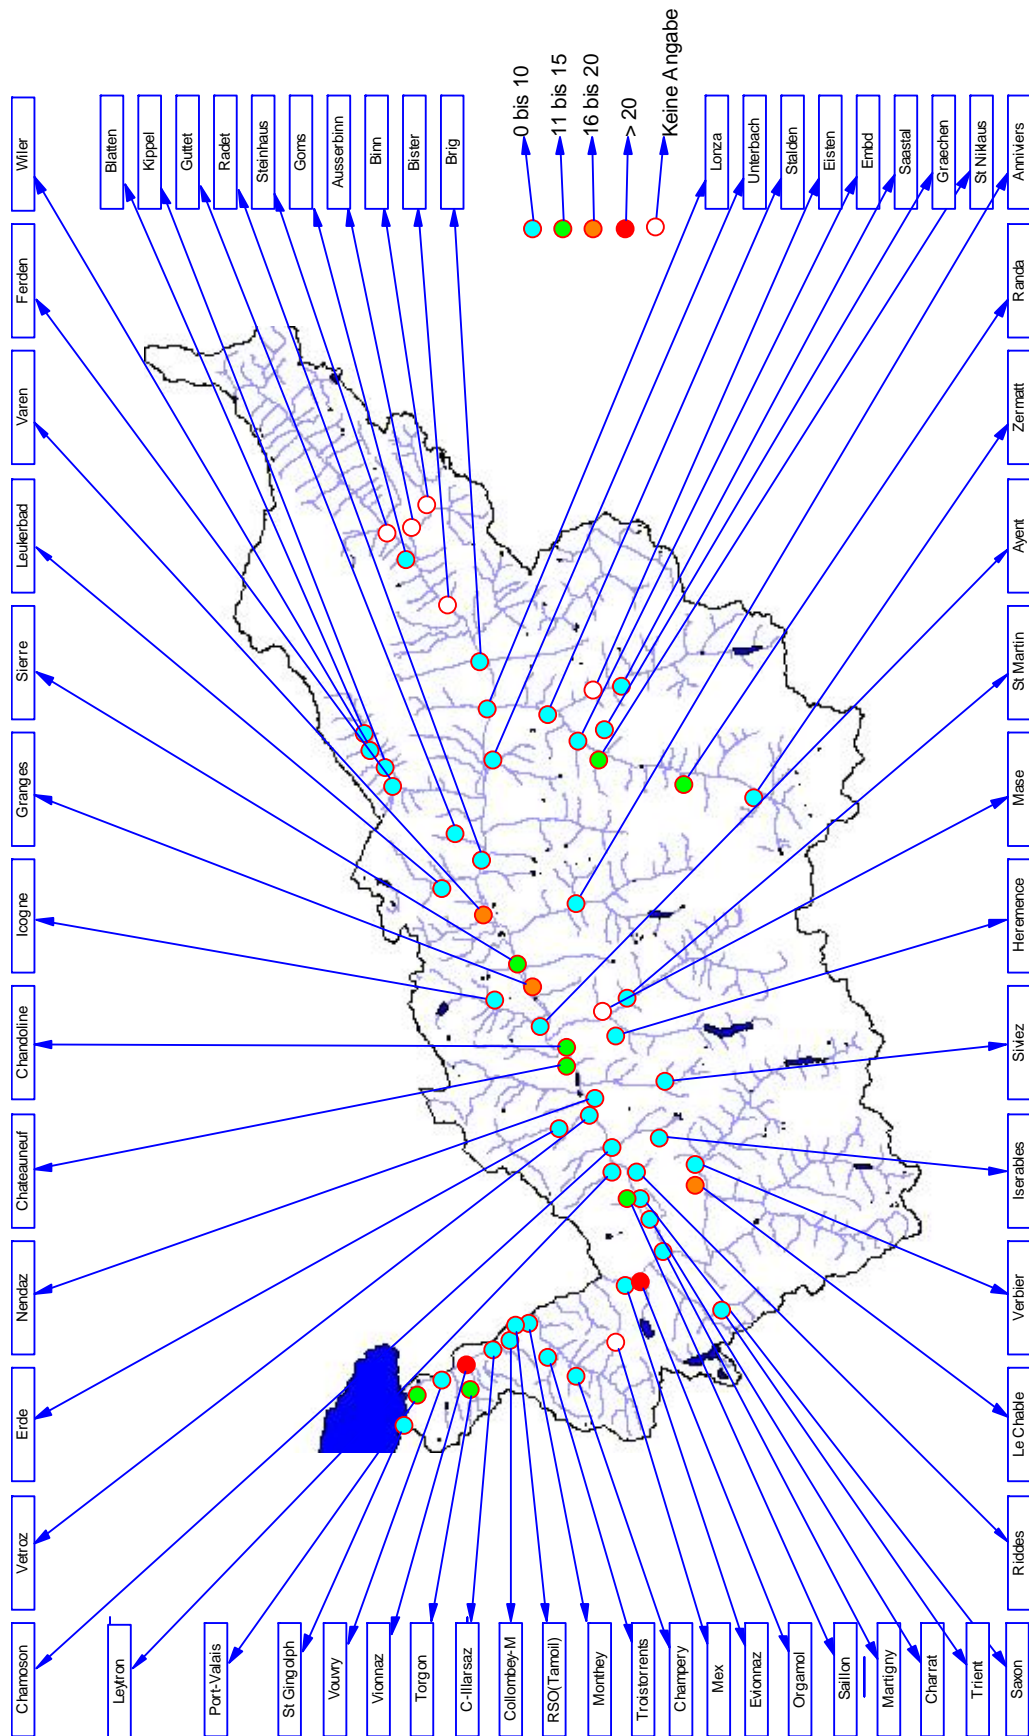 Chamoson
Vetroz
Erde
Nendaz
Chateauneuf
Chandoline
Icogne
Granges
Sierre
Leukerbad
Varen
Ferden
Wiler
Blatten
Kippel
Guttet
Radet
Steinhaus
Goms
Ausserbinn
Binn
Bister
Brig
0 bis 10
11 bis 15
16 bis 20
> 20
Keine Angabe
Lonza
Unterbach
Stalden
Eisten
Embd
Saastal
Graechen
St Niklaus
Leytron
Port-Valais
St Gingolph
Vouvry
Vionnaz
Torgon
C-Illarsaz
Collombey-M
RSO(Tamoil)
Monthey
Troistorrents
Champery
Mex
Evionnaz
Orgamol
Saillon
Martigny
Charrat
Trient
Saxon
Riddes
Le Chable
Verbier
Iserables
Siviez
Heremence
Mase
St Martin
Ayent
Zermatt
Randa
Anniviers